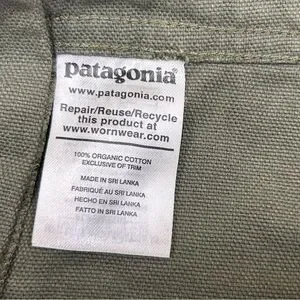 patagonia®
www.patagonia.com
Repair/Reuse/Recycle
this product at
www.wornwear.com
100% ORGANIC COTTON
EXCLUSIVE OF TRIM
MADE IN SRI LANKA
FABRIQUÉ AU SRI LANKA
HECHO EN SRI LANKA
FATTO IN SRI LANKA